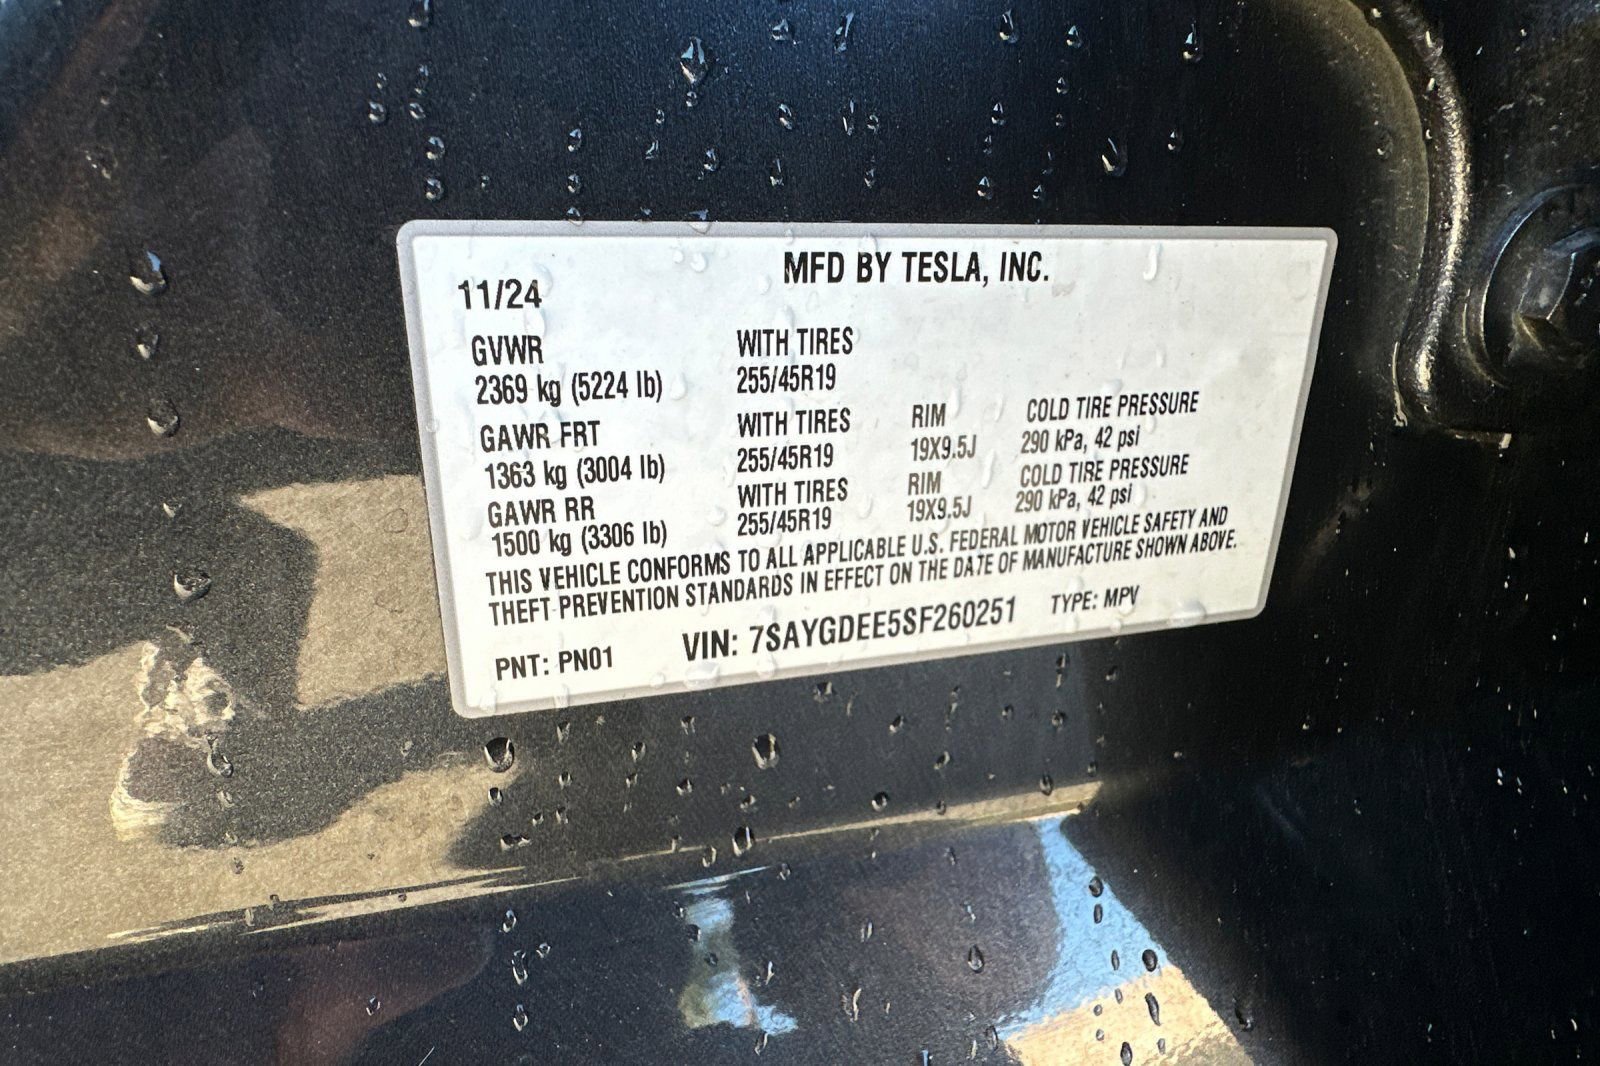 MFD BY TESLA, INC.
11/24
GVWR WITH TIRES
2369 kg (5224 lb) 255/45R19
GAWR FRT WITH TIRES RIM COLD TIRE PRESSURE
1363 kg (3004 lb) 255/45R19 19X9.5J 290 kPa, 42 psi
GAWR RR WITH TIRES RIM COLD TIRE PRESSURE
1500 kg (3306 lb) 255/45R19 19X9.5J 290 kPa, 42 psi
THIS VEHICLE CONFORMS TO ALL APPLICABLE U.S. FEDERAL MOTOR VEHICLE SAFETY AND
THEFT PREVENTION STANDARDS IN EFFECT ON THE DATE OF MANUFACTURE SHOWN ABOVE.
PNT: PN01 VIN: 7SAYGDEE5SF260251 TYPE: MPV